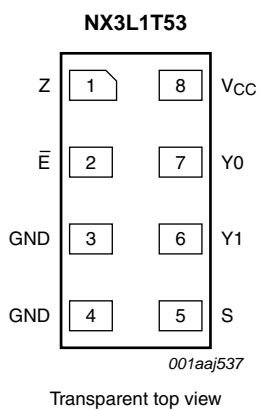 NX3L1T53
Z 1 8 VCC
E̅ 2 7 Y0
GND 3 6 Y1
GND 4 5 S
001aaj537
Transparent top view